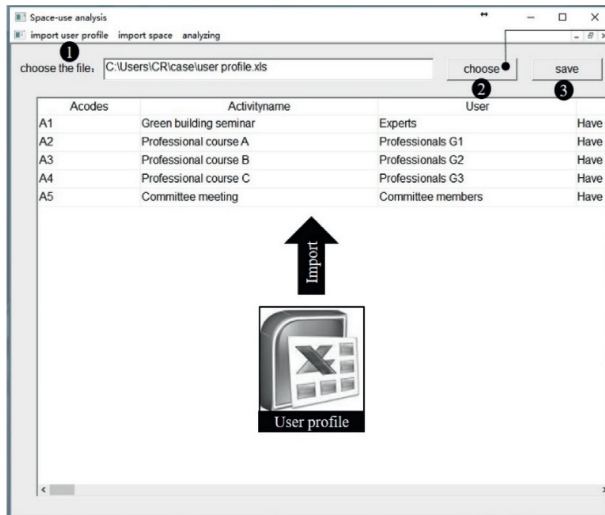 Space-use analysis
import user profile import space analyzing
1
choose the file: C:\Users\CR\case\user profile.xls choose save
2 3
Acodes Activityname User
A1 Green building seminar Experts Have
A2 Professional course A Professionals G1 Have
A3 Professional course B Professionals G2 Have
A4 Professional course C Professionals G3 Have
A5 Committee meeting Committee members Have
Import
User profile